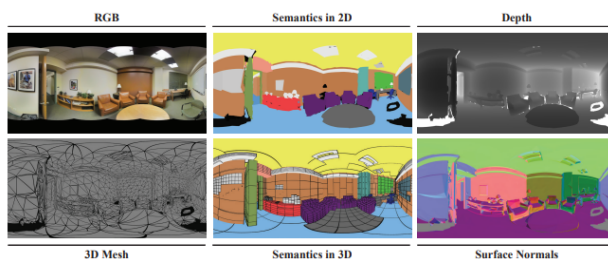 RGB
Semantics in 2D
Depth
3D Mesh
Semantics in 3D
Surface Normals